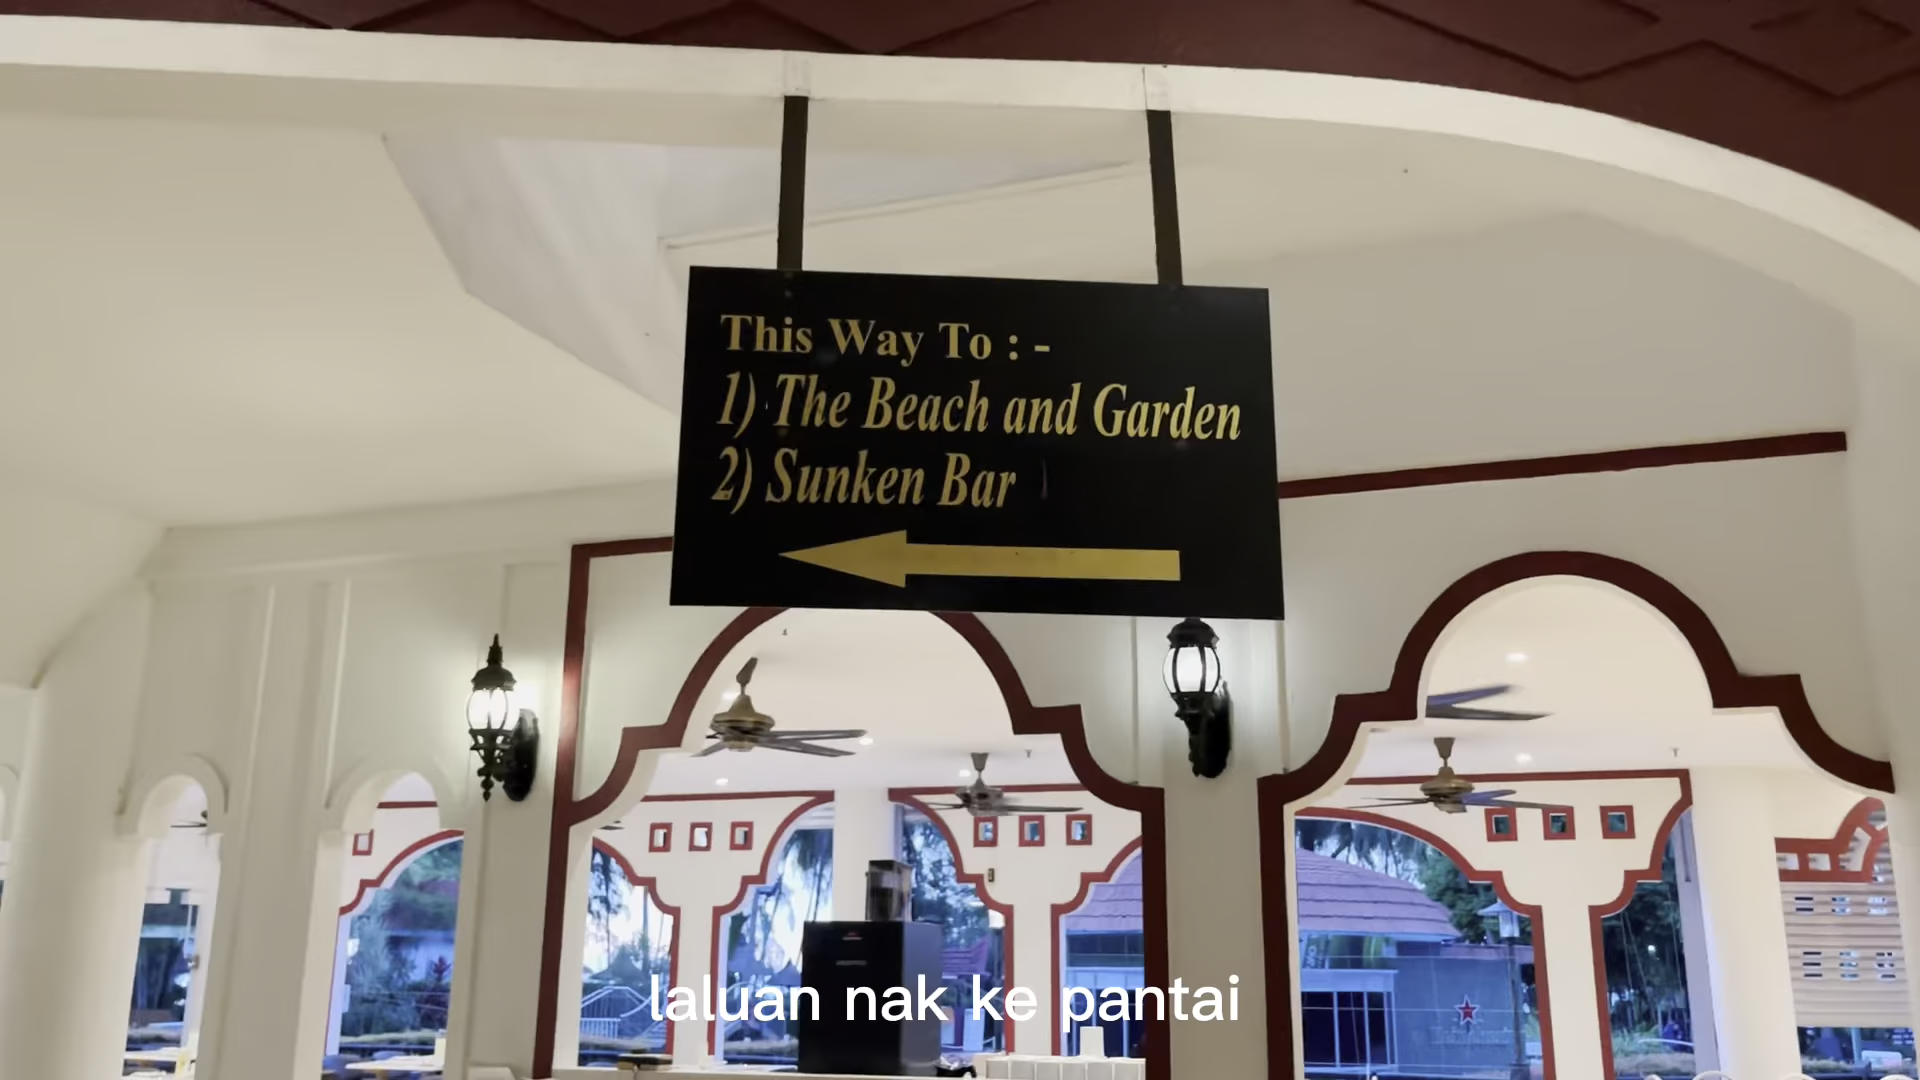 This Way To : -
1) The Beach and Garden
2) Sunken Bar
laluan nak ke pantai